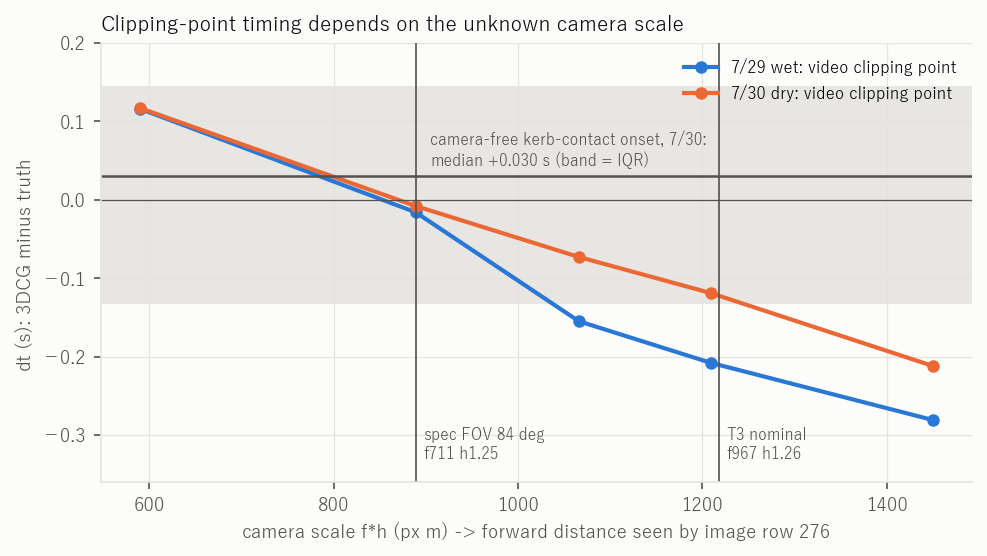 Clipping-point timing depends on the unknown camera scale
7/29 wet: video clipping point
7/30 dry: video clipping point
camera-free kerb-contact onset, 7/30:
median +0.030 s (band = IQR)
dt (s): 3DCG minus truth
0.2
0.1
0.0
−0.1
−0.2
−0.3
spec FOV 84 deg
f711 h1.25
T3 nominal
f967 h1.26
600
800
1000
1200
1400
camera scale f*h (px m) -> forward distance seen by image row 276